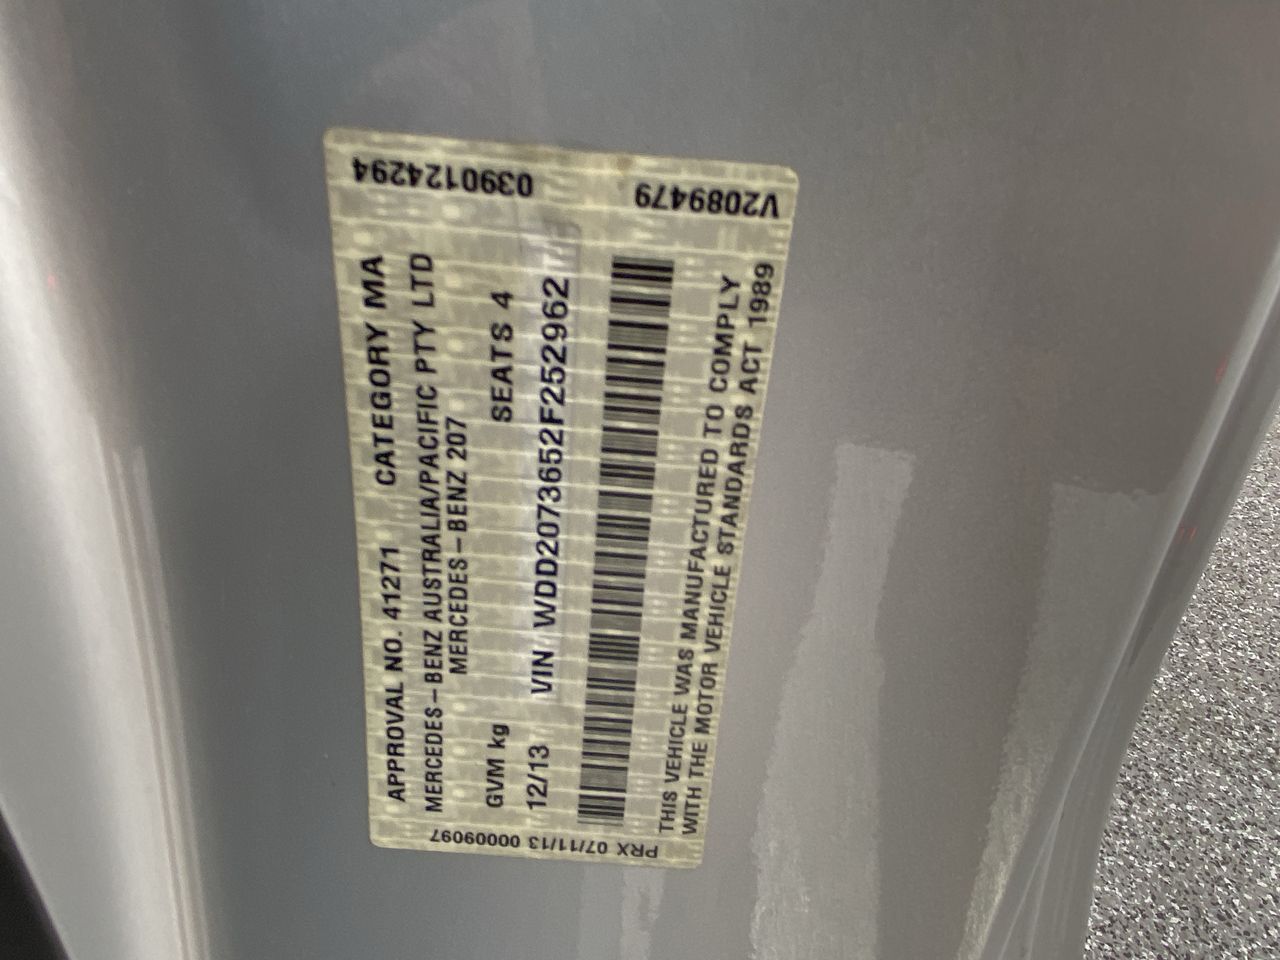 0390124294
V2089479
APPROVAL NO. 41271 CATEGORY MA
MERCEDES-BENZ AUSTRALIA/PACIFIC PTY LTD
MERCEDES-BENZ 207
GVM kg SEATS 4
12/13 VIN WDD2073652F252962
THIS VEHICLE WAS MANUFACTURED TO COMPLY
WITH THE MOTOR VEHICLE STANDARDS ACT 1989
PRX 07/11/13 00009097